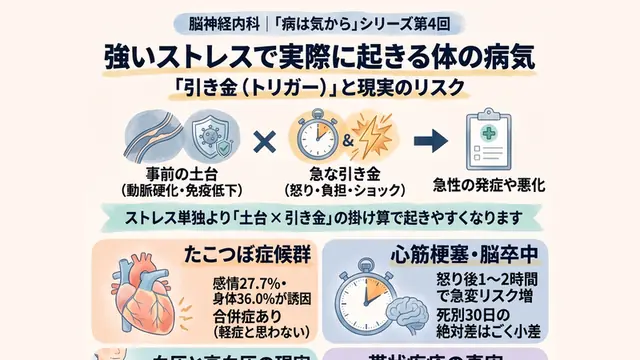 脳神経内科｜「病は気から」シリーズ第4回
強いストレスで実際に起きる体の病気
「引き金（トリガー）」と現実のリスク
×
&
事前の土台
（動脈硬化・免疫低下）
急な引き金
（怒り・負担・ショック）
急性の発症や悪化
ストレス単独より「土台×引き金」の掛け算で起きやすくなります
たこつぼ症候群
感情27.7%・
身体36.0%が誘因
合併症あり
（軽症と思わない）
心筋梗塞・脳卒中
怒り後1〜2時間
で急変リスク増
死別30日の
絶対差はごく小差